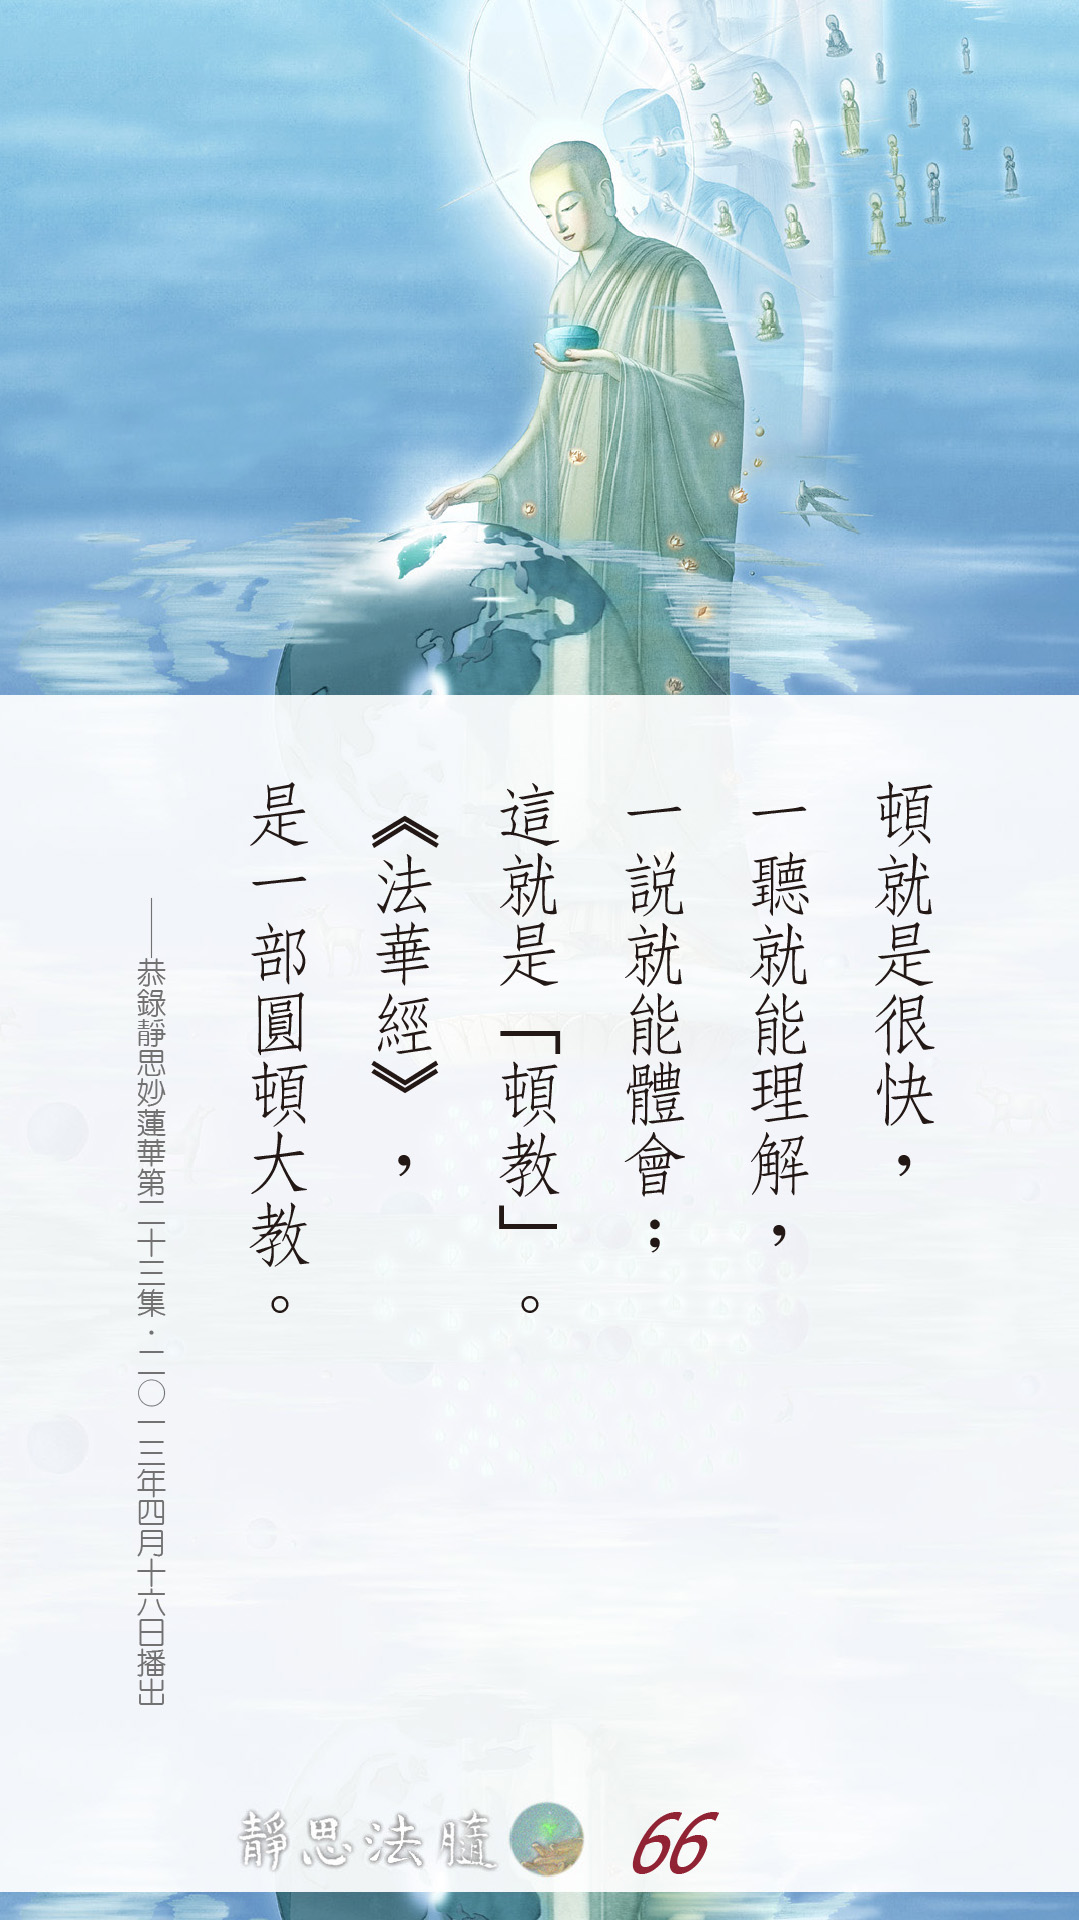 頓就是很快，
一聽就能理解，
一說就能體會；
這就是「頓教」。
《法華經》，
是一部圓頓大教。
——恭錄靜思妙蓮華第二十三集．二〇一三年四月十六日播出
靜思法髓
66